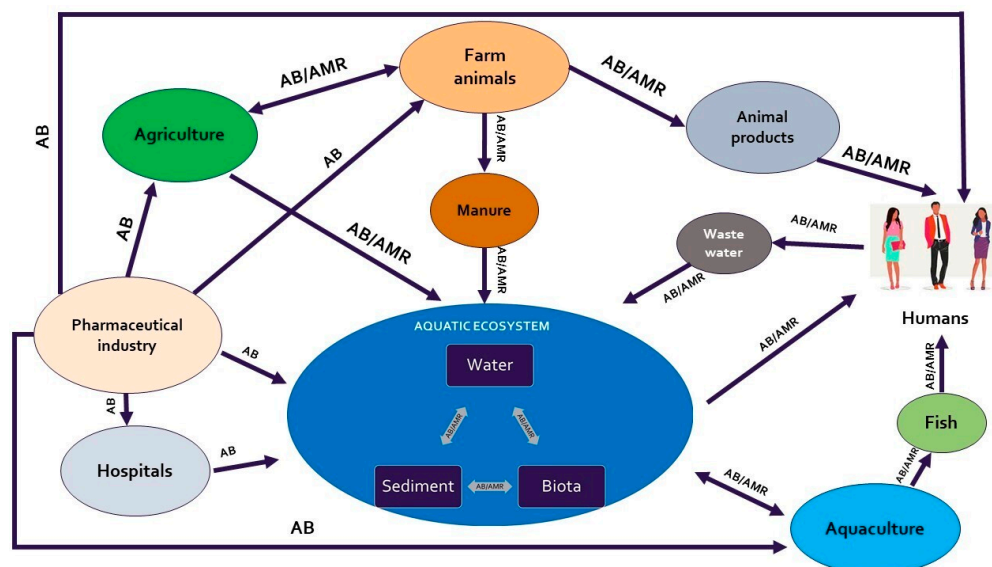 Farm
animals
AB/AMR
AB/AMR
AB
Agriculture
Animal
products
AB/AMR
AB
AB/AMR
Manure
AB/AMR
Waste
water
AB/AMR
AB
AB/AMR
AB/AMR
Pharmaceutical
industry
AQUATIC ECOSYSTEM
Humans
Water
AB
AB/AMR
AB/AMR
AB
AB/AMR
AB/AMR
Fish
Hospitals
AB
Sediment
AB/AMR
Biota
AB/AMR
AB/AMR
AB
Aquaculture